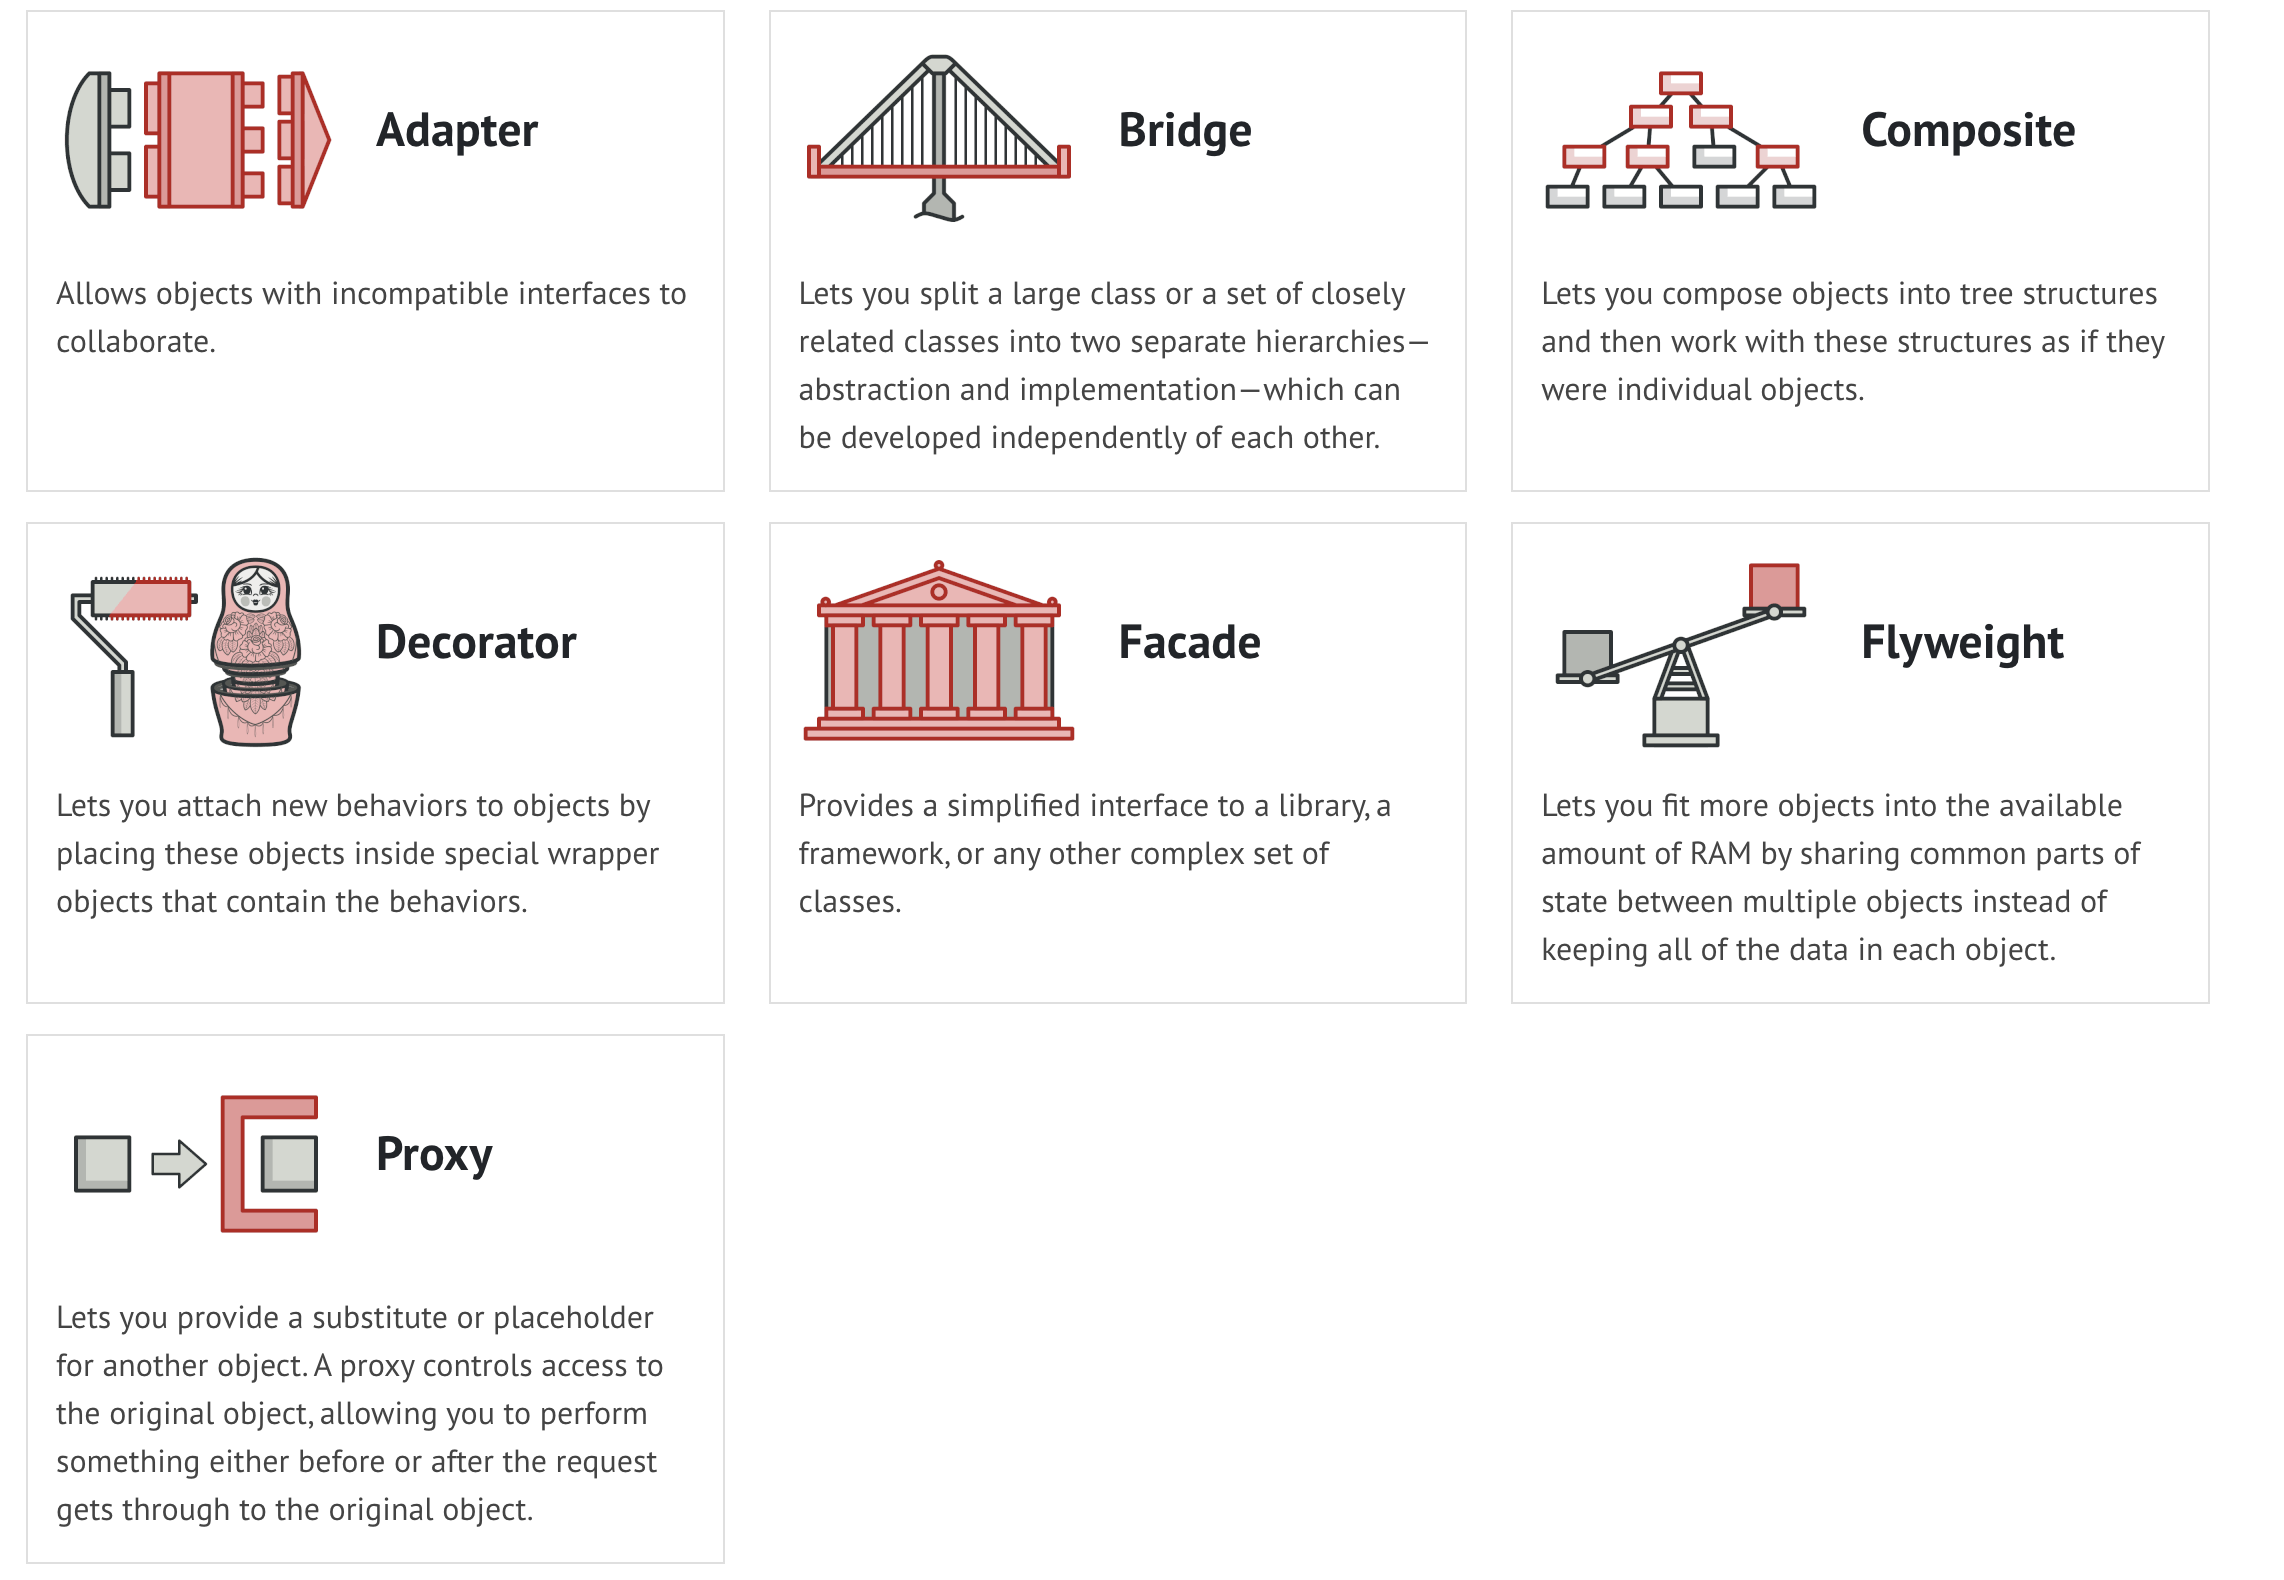 Adapter
Allows objects with incompatible interfaces to
collaborate.
Bridge
Lets you split a large class or a set of closely
related classes into two separate hierarchies—
abstraction and implementation—which can
be developed independently of each other.
Composite
Lets you compose objects into tree structures
and then work with these structures as if they
were individual objects.
Decorator
Lets you attach new behaviors to objects by
placing these objects inside special wrapper
objects that contain the behaviors.
Facade
Provides a simplified interface to a library, a
framework, or any other complex set of
classes.
Flyweight
Lets you fit more objects into the available
amount of RAM by sharing common parts of
state between multiple objects instead of
keeping all of the data in each object.
Proxy
Lets you provide a substitute or placeholder
for another object. A proxy controls access to
the original object, allowing you to perform
something either before or after the request
gets through to the original object.